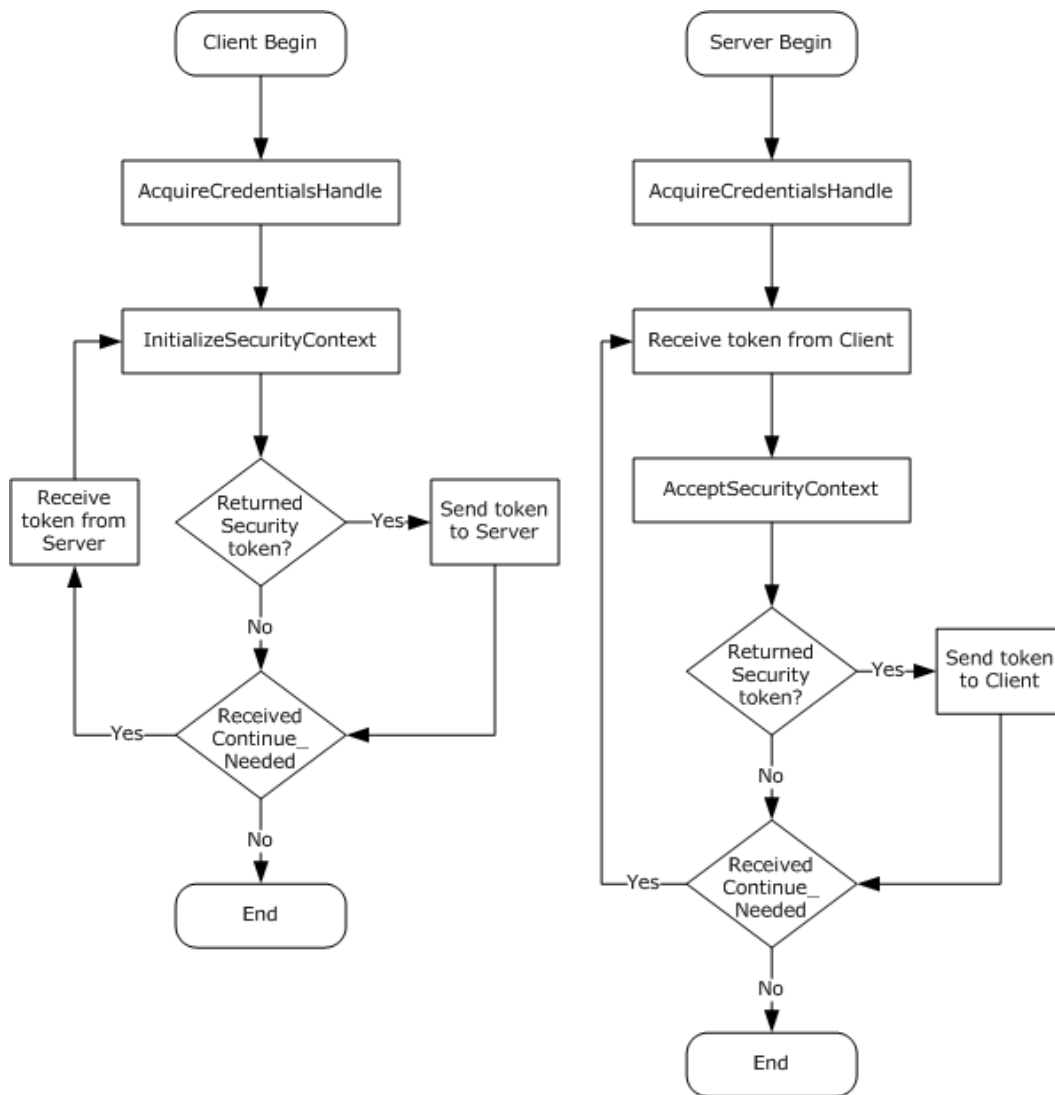 Client Begin
AcquireCredentialsHandle
InitializeSecurityContext
Receive
token from
Server
Returned
Security
token?
Yes
Send token
to Server
No
Received
Continue_
Needed
Yes
No
End
Server Begin
AcquireCredentialsHandle
Receive token from Client
AcceptSecurityContext
Returned
Security
token?
Yes
Send token
to Client
No
Received
Continue_
Needed
Yes
No
End